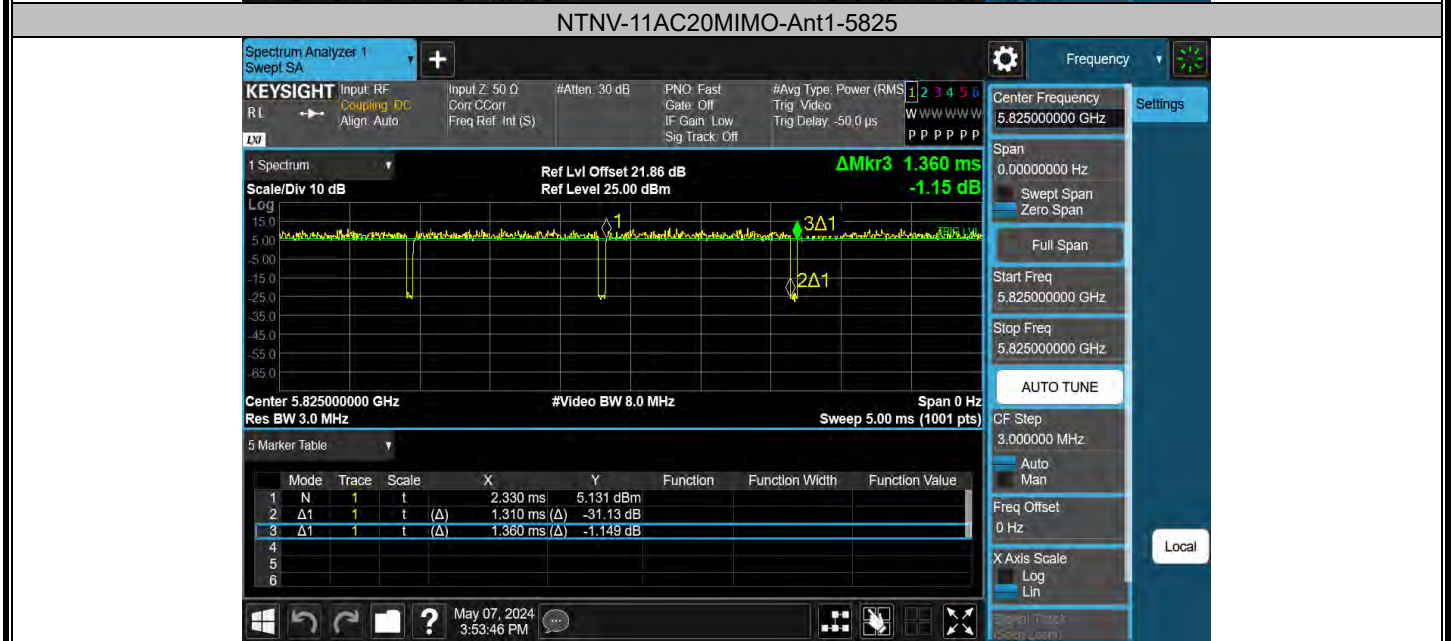 NTNV-11AC20MIMO-Ant1-5825
Spectrum Analyzer 1
Swept SA
+
Frequency
KEYSIGHT
RL
LXI
Input: RF
Coupling: DC
Align: Auto
Input Z: 50 Ω
Corr CCorr
Freq Ref: Int (S)
#Atten: 30 dB
PNO: Fast
Gate: Off
IF Gain: Low
Sig Track: Off
#Avg Type: Power (RMS
Trig: Video
Trig Delay: -50.0 µs
1 2 3 4 5 6
W W W W W W
P P P P P P
1 Spectrum
Scale/Div 10 dB
Ref Lvl Offset 21.86 dB
Ref Level 25.00 dBm
ΔMkr3 1.360 ms
-1.15 dB
Log
15.0
5.00
-5.00
-15.0
-25.0
-35.0
-45.0
-55.0
-65.0
1
3Δ1
TRIG LVL
2Δ1
Center 5.825000000 GHz
#Video BW 8.0 MHz
Span 0 Hz
Res BW 3.0 MHz
Sweep 5.00 ms (1001 pts)
5 Marker Table
Mode Trace Scale X Y Function Function Width Function Value
1 N 1 t 2.330 ms 5.131 dBm
2 Δ1 1 t (Δ) 1.310 ms (Δ) -31.13 dB
3 Δ1 1 t (Δ) 1.360 ms (Δ) -1.149 dB
4
5
6
?
May 07, 2024
3:53:46 PM
Center Frequency
5.825000000 GHz
Settings
Span
0.00000000 Hz
Swept Span
Zero Span
Full Span
Start Freq
5.825000000 GHz
Stop Freq
5.825000000 GHz
AUTO TUNE
CF Step
3.000000 MHz
Auto
Man
Freq Offset
0 Hz
X Axis Scale
Log
Lin
Local